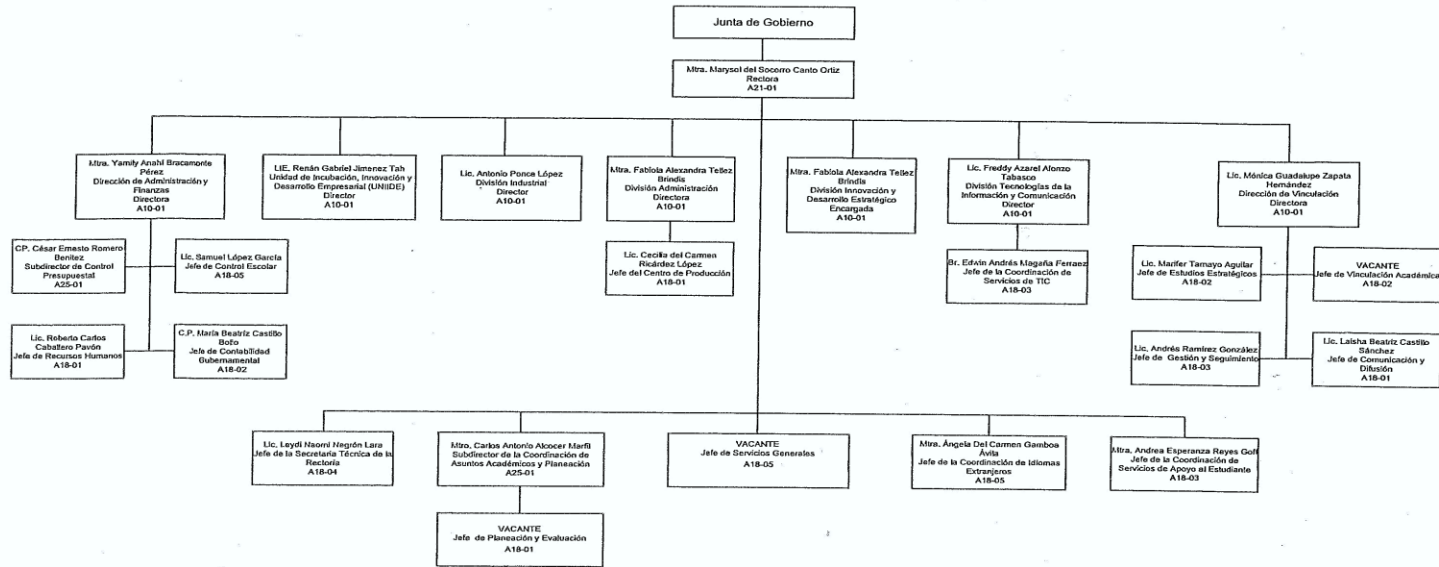 Junta de Gobierno
Mtra. Marysol del Socorro Canto Ortiz
Rectora
A21-01
Mtra. Yamily Anahí Bracamonte
Pérez
Dirección de Administración y
Finanzas
Directora
A10-01
LIE. Renán Gabriel Jimenez Tah
Unidad de Incubación, Innovación y
Desarrollo Empresarial (UNIIDE)
Director
A10-01
Lic. Antonio Ponce López
División Industrial
Director
A10-01
Mtra. Fabiola Alexandra Tellez
Brindis
División Administración
Directora
A10-01
Mtra. Fabiola Alexandra Tellez
Brindis
División Innovación y
Desarrollo Estratégico
Encargada
A10-01
Lic. Freddy Azarel Alonzo
Tabasco
División Tecnologías de la
Información y Comunicación
Director
A10-01
Lic. Mónica Guadalupe Zapata
Hernández
Dirección de Vinculación
Directora
A10-01
CP. César Ernesto Romero
Benitez
Subdirector de Control
Presupuestal
A25-01
Lic. Samuel López García
Jefe de Control Escolar
A18-05
Lic. Cecilia del Carmen
Ricárdez López
Jefe del Centro de Producción
A18-01
Br. Edwin Andrés Magaña Ferraez
Jefe de la Coordinación de
Servicios de TIC
A18-03
Lic. Marifer Tamayo Aguilar
Jefe de Estudios Estratégicos
A18-02
VACANTE
Jefe de Vinculación Académica
A18-02
Lic. Roberto Carlos
Caballero Pavón
Jefe de Recursos Humanos
A18-01
C.P. María Beatriz Castillo
Bofio
Jefe de Contabilidad
Gubernamental
A18-02
Lic. Andrés Ramírez González
Jefe de Gestión y Seguimiento
A18-03
Lic. Laisha Beatriz Castillo
Sánchez
Jefe de Comunicación y
Difusión
A18-01
Lic. Leydi Naomi Negrón Lara
Jefe de la Secretaria Técnica de la
Rectoría
A18-04
Mtro. Carlos Antonio Alcocer Marfil
Subdirector de la Coordinación de
Asuntos Académicos y Planeación
A25-01
VACANTE
Jefe de Servicios Generales
A18-05
Mtra. Ángela Del Carmen Gamboa
Ávila
Jefe de la Coordinación de Idiomas
Extranjeros
A18-05
Mtra. Andrea Esperanza Reyes Goff
Jefe de la Coordinación de
Servicios de Apoyo al Estudiante
A18-03
VACANTE
Jefe de Planeación y Evaluación
A18-01